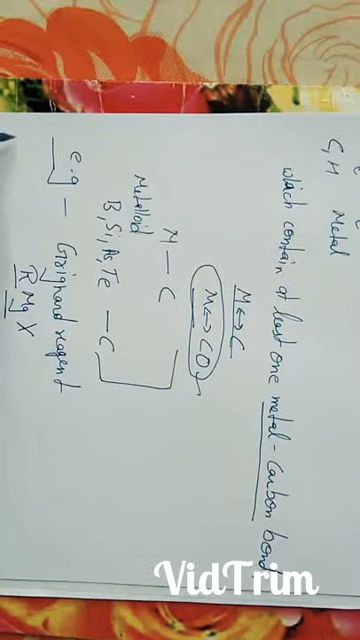 C, H Metal
which contain at least one metal - Carbon bond
M ↔ C
M ↔ CO
M — C
Metalloid
B, Si, As, Te — C
e.g — Grignard reagent
R Mg X
VidTrim